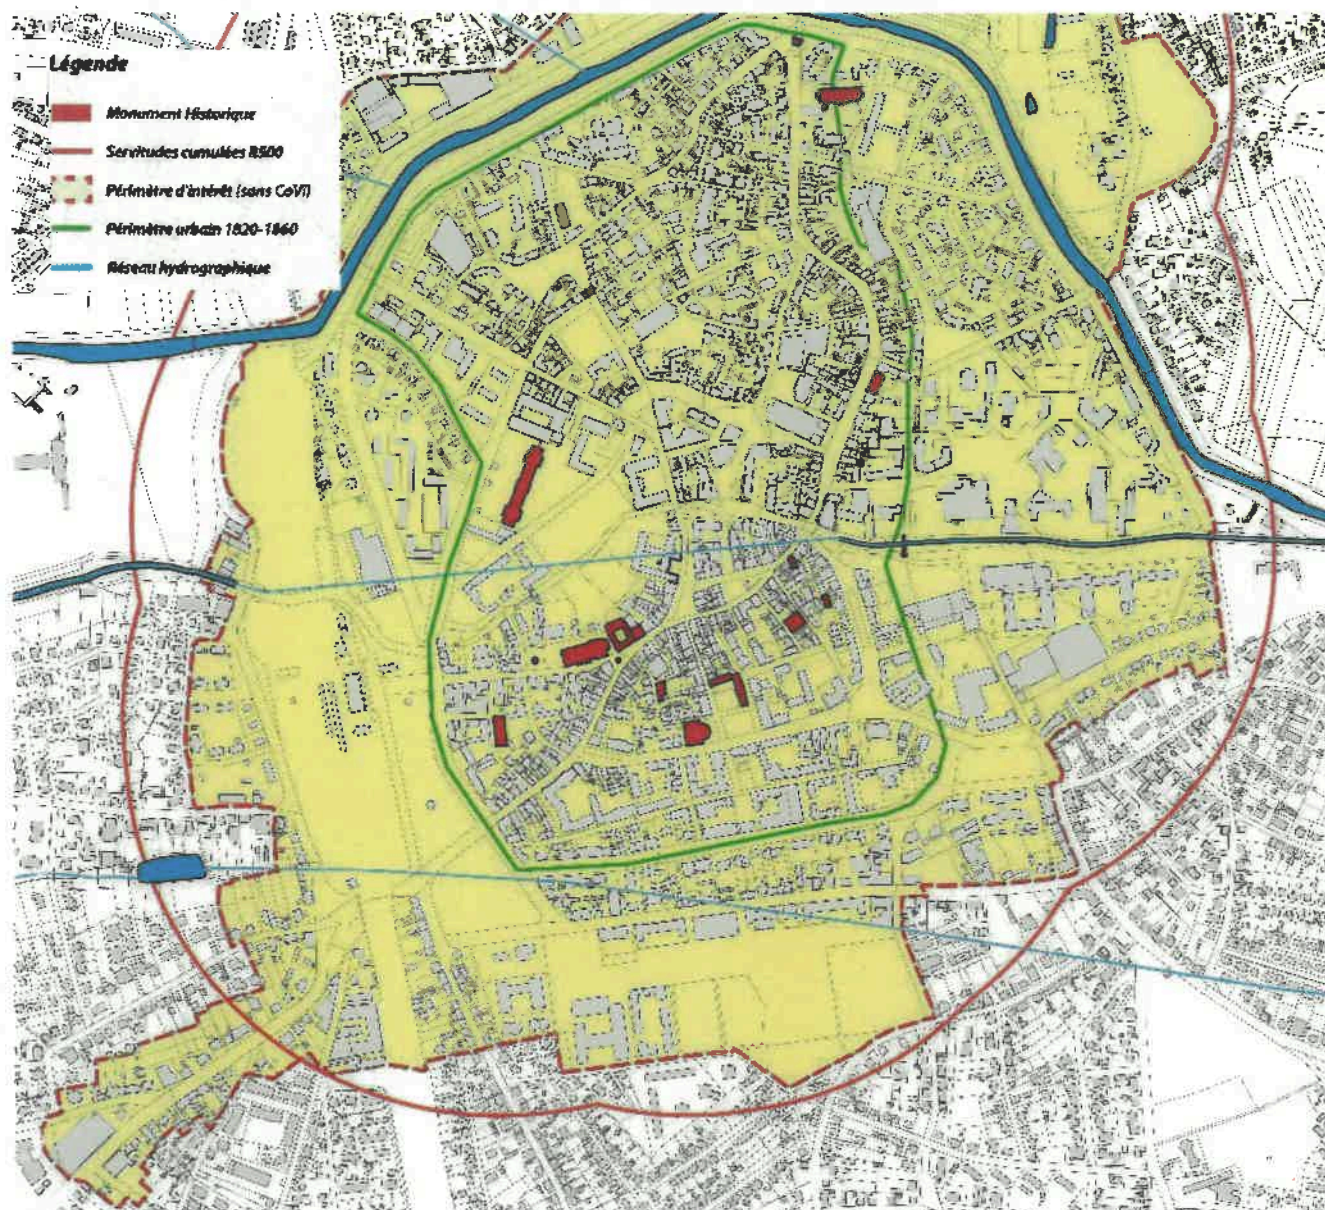 Légende
Monument Historique
Servitudes cumulées R500
Périmètre d'intérêt (sans CoVi)
Périmètre urbain 1820-1860
Réseau hydrographique